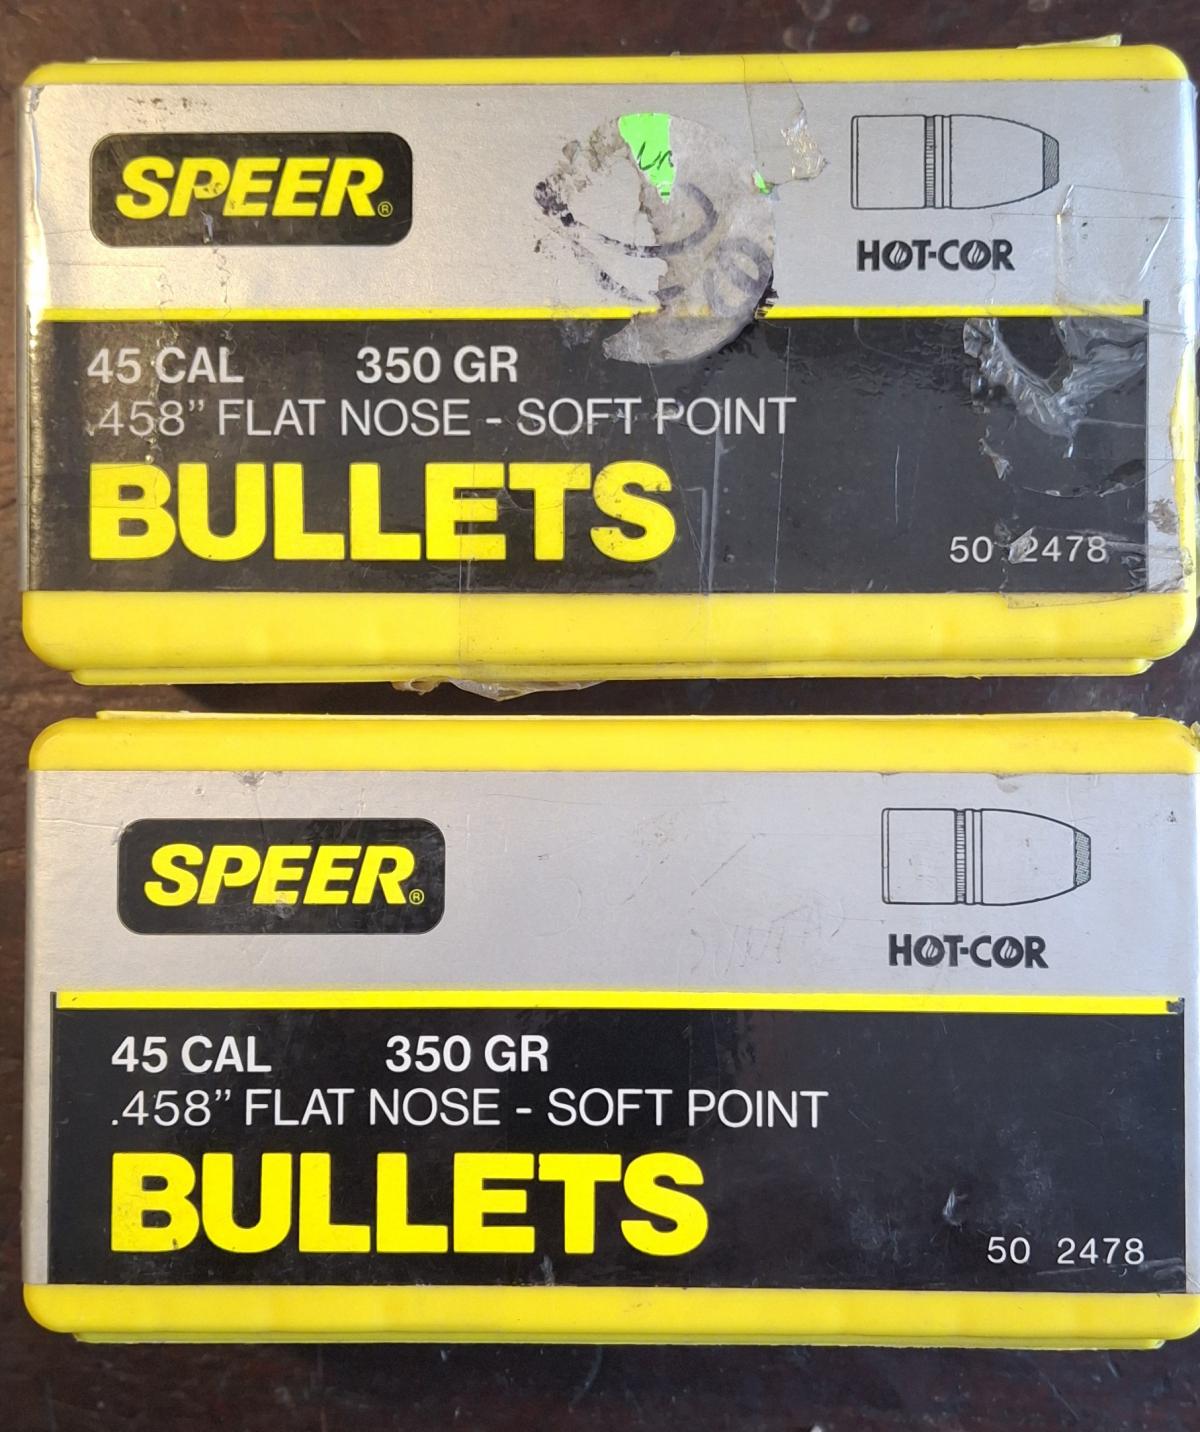 SPEER®
HOT-COR
45 CAL 350 GR
.458” FLAT NOSE - SOFT POINT
BULLETS
50 2478
SPEER®
HOT-COR
45 CAL 350 GR
.458” FLAT NOSE - SOFT POINT
BULLETS
50 2478